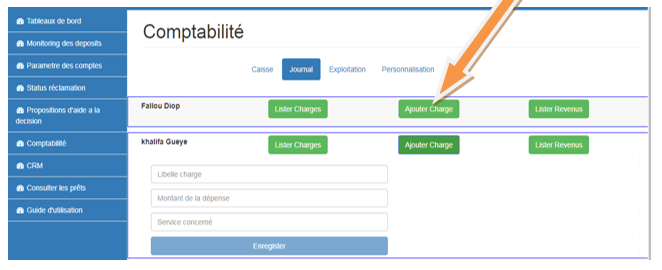 Tableaux de bord
Monitoring des deposits
Parametre des comptes
Status réclamation
Propositions d'aide a la
decision
Comptabilité
CRM
Consulter les prêts
Guide d'utilisation
Comptabilité
Caisse Journal Exploitation Personnalisation
Fallou Diop Lister Charges Ajouter Charge Lister Revenus
khalifa Gueye Lister Charges Ajouter Charge Lister Revenus
Libelle charge
Montant de la dépense
Service concerné
Enregister